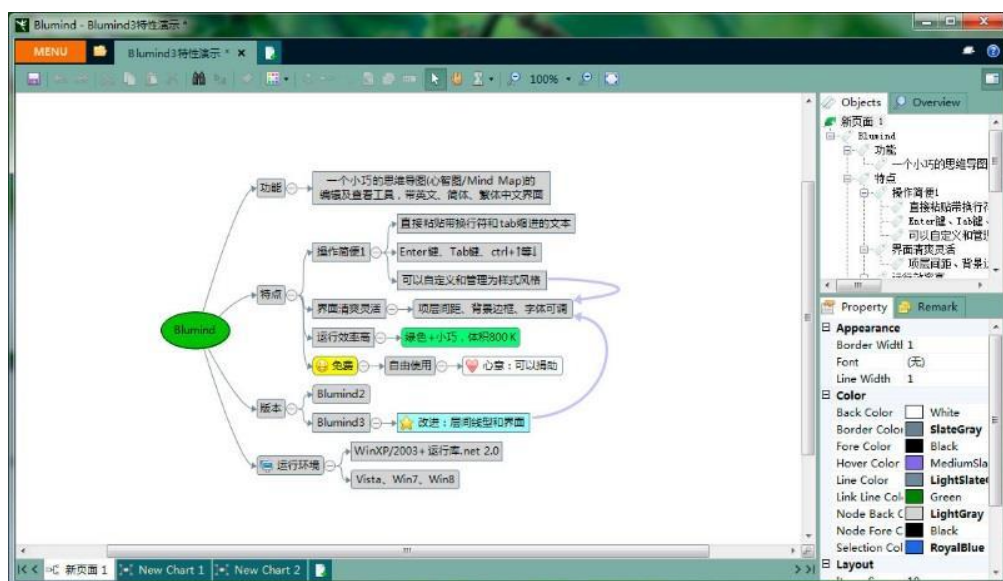 Blumind - Blumind3特性演示 *
MENU
Blumind3特性演示 * ×
100%
Objects
Overview
新页面 1
Blumind
功能
一个小巧的思维导图
特点
操作简便1
直接粘贴带换行符
Enter键、Tab键、
可以自定义和管理
界面清爽灵活
项层间距、背景边
Blumind
功能
一个小巧的思维导图(心智图/Mind Map)的
编辑及查看工具，带英文、简体、繁体中文界面
特点
操作简便1
直接粘贴带换行符和tab缩进的文本
Enter键、Tab键、ctrl+↑等↓
可以自定义和管理为样式风格
界面清爽灵活
项层间距、背景边框、字体可调
运行效率高
绿色+小巧，体积800K
免费
自由使用
心意：可以捐助
版本
Blumind2
Blumind3
改进：层间线型和界面
运行环境
WinXP/2003+ 运行库.net 2.0
Vista、Win7、Win8
Property
Remark
Appearance
Border Widtl 1
Font (无)
Line Width 1
Color
Back Color White
Border Color SlateGray
Fore Color Black
Hover Color MediumSla
Line Color LightSlate
Link Line Col Green
Node Back C LightGray
Node Fore C Black
Selection Col RoyalBlue
Layout
新页面 1
New Chart 1
New Chart 2